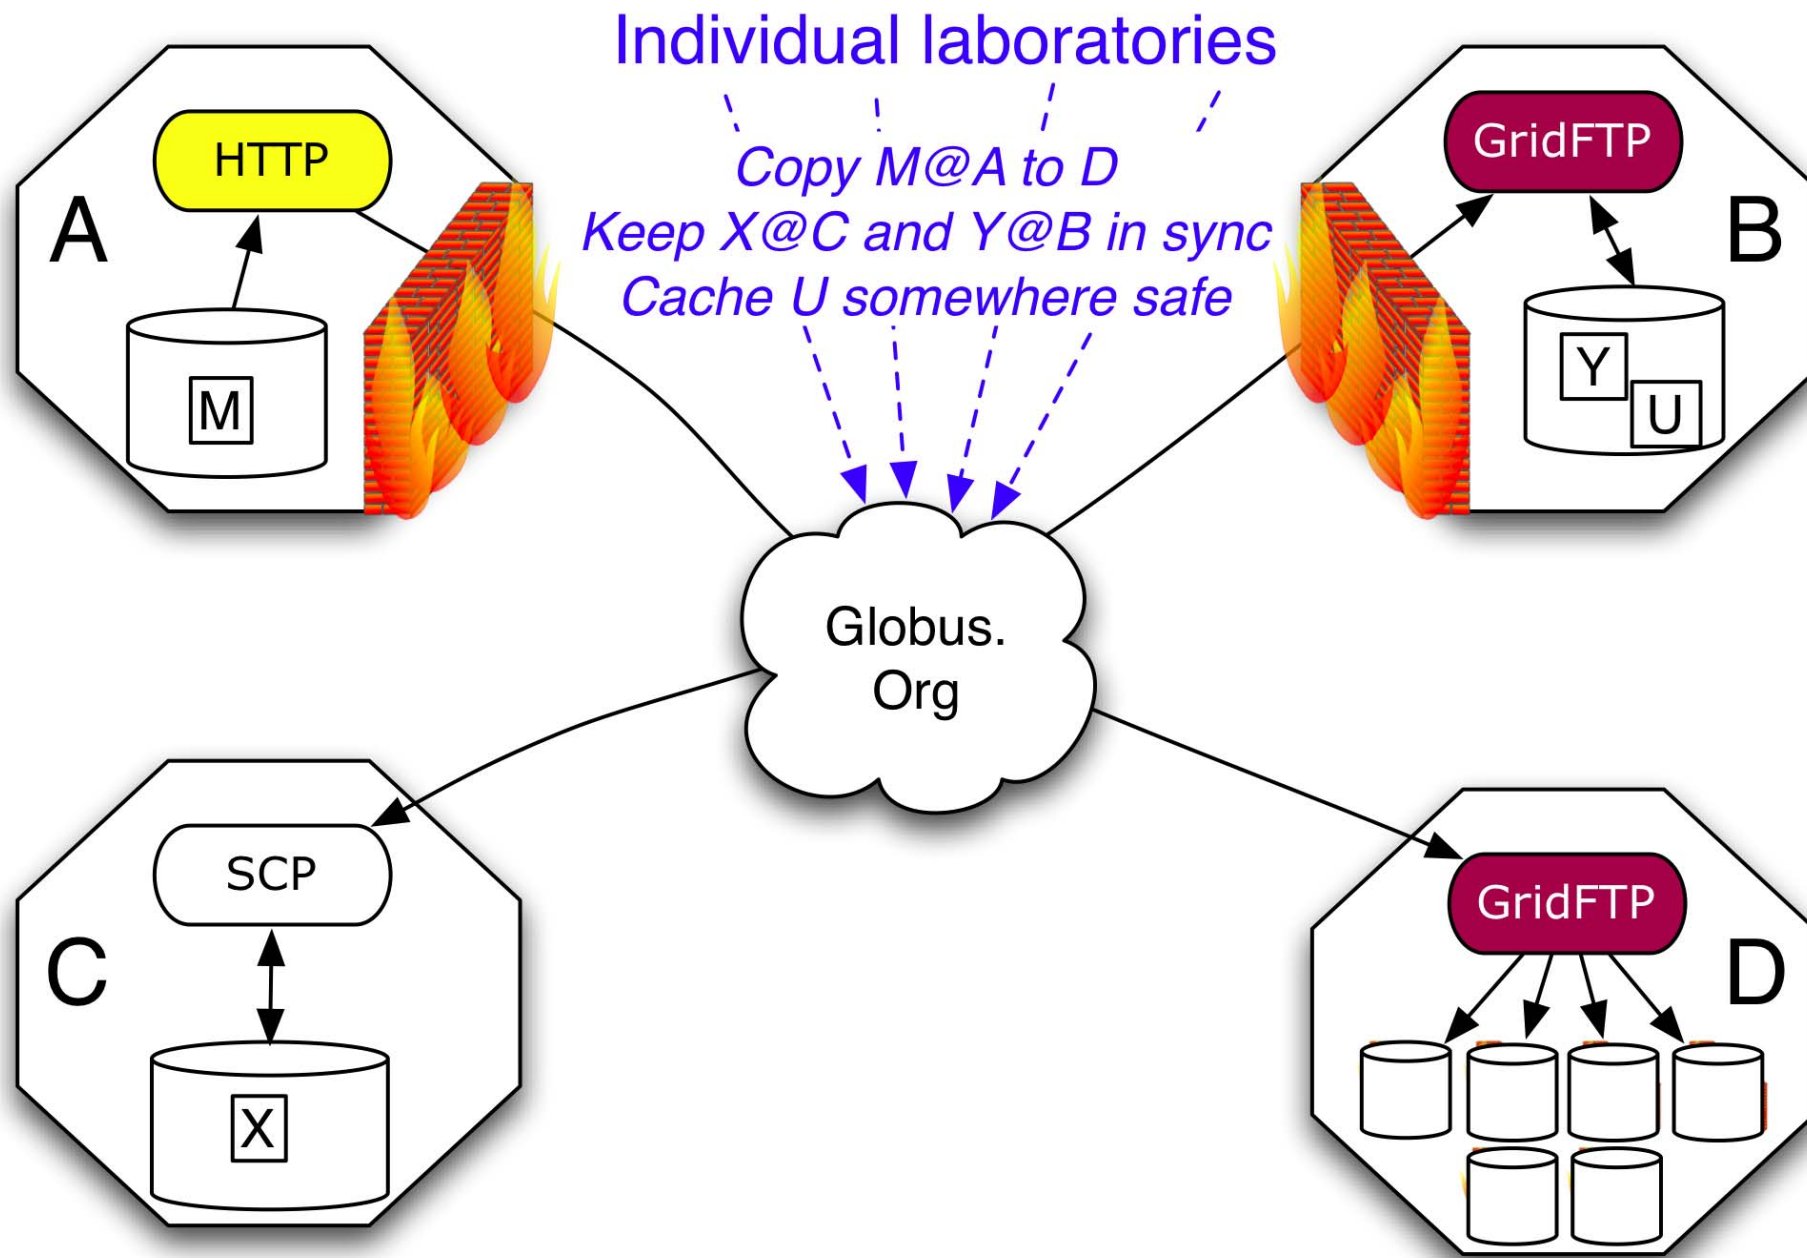 Individual laboratories
Copy M@A to D
Keep X@C and Y@B in sync
Cache U somewhere safe
HTTP
A
M
GridFTP
B
Y
U
Globus.
Org
SCP
C
X
GridFTP
D